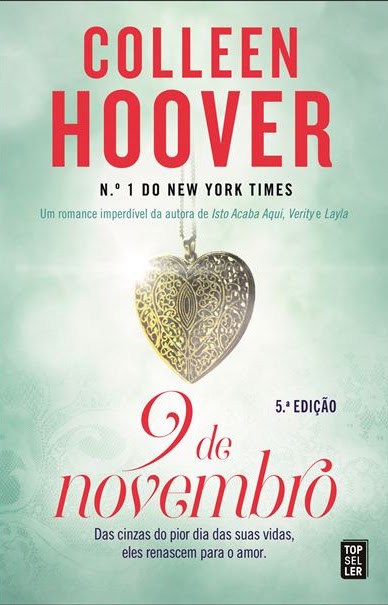 COLLEEN
HOOVER
N.º 1 DO NEW YORK TIMES
Um romance imperdível da autora de Isto Acaba Aqui, Verity e Layla
5.ª EDIÇÃO
9 de
novembro
Das cinzas do pior dia das suas vidas,
eles renascem para o amor.
TOP
SEL
LER